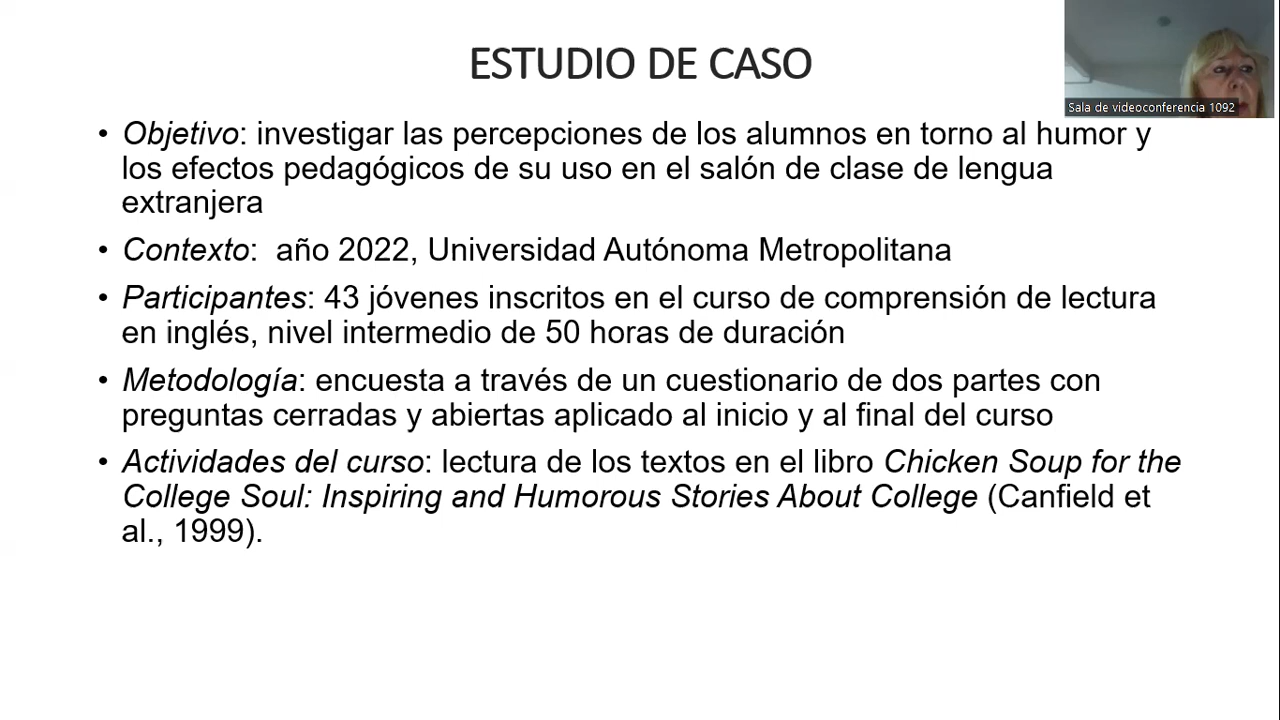 ESTUDIO DE CASO
Sala de videoconferencia 1092
• Objetivo: investigar las percepciones de los alumnos en torno al humor y
los efectos pedagógicos de su uso en el salón de clase de lengua
extranjera
• Contexto:  año 2022, Universidad Autónoma Metropolitana
• Participantes: 43 jóvenes inscritos en el curso de comprensión de lectura
en inglés, nivel intermedio de 50 horas de duración
• Metodología: encuesta a través de un cuestionario de dos partes con
preguntas cerradas y abiertas aplicado al inicio y al final del curso
• Actividades del curso: lectura de los textos en el libro Chicken Soup for the
College Soul: Inspiring and Humorous Stories About College (Canfield et
al., 1999).